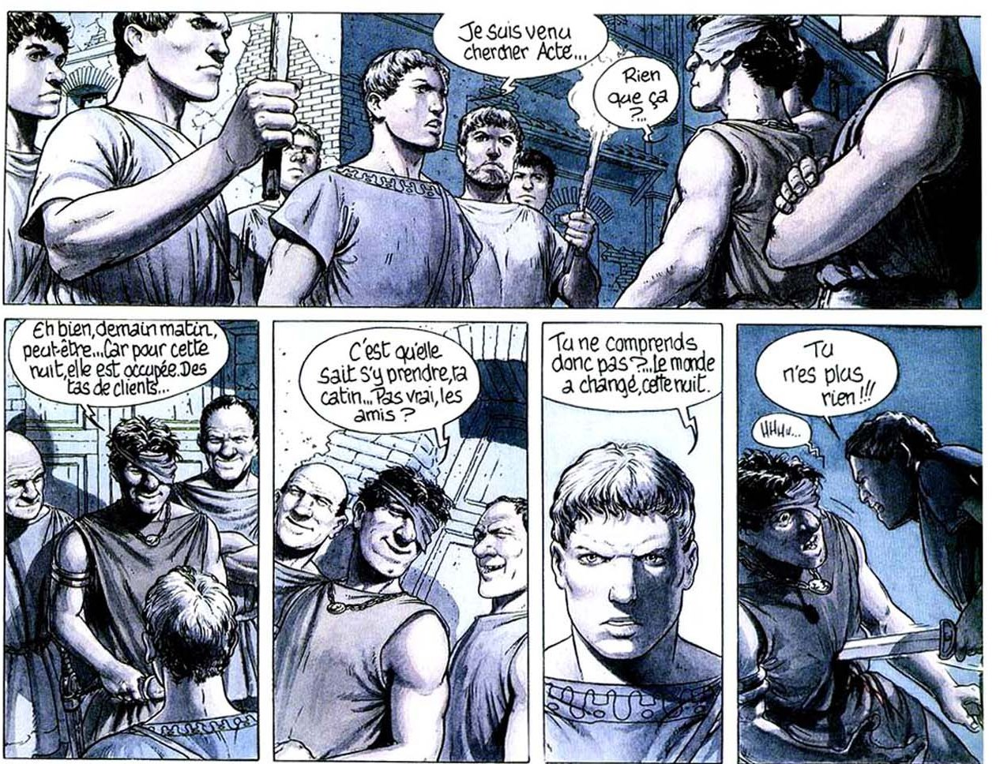 Je suis venu
chercher Acte...
Rien
que ça
?...
Eh bien, demain matin,
peut-être... Car pour cette
nuit, elle est occupée. Des
tas de clients...
C'est qu'elle
sait s'y prendre, ta
catin... Pas vrai, les
amis ?
Tu ne comprends
donc pas ?... Le monde
a changé, cette nuit.
Tu
n'es plus
rien !!!
HHHu...